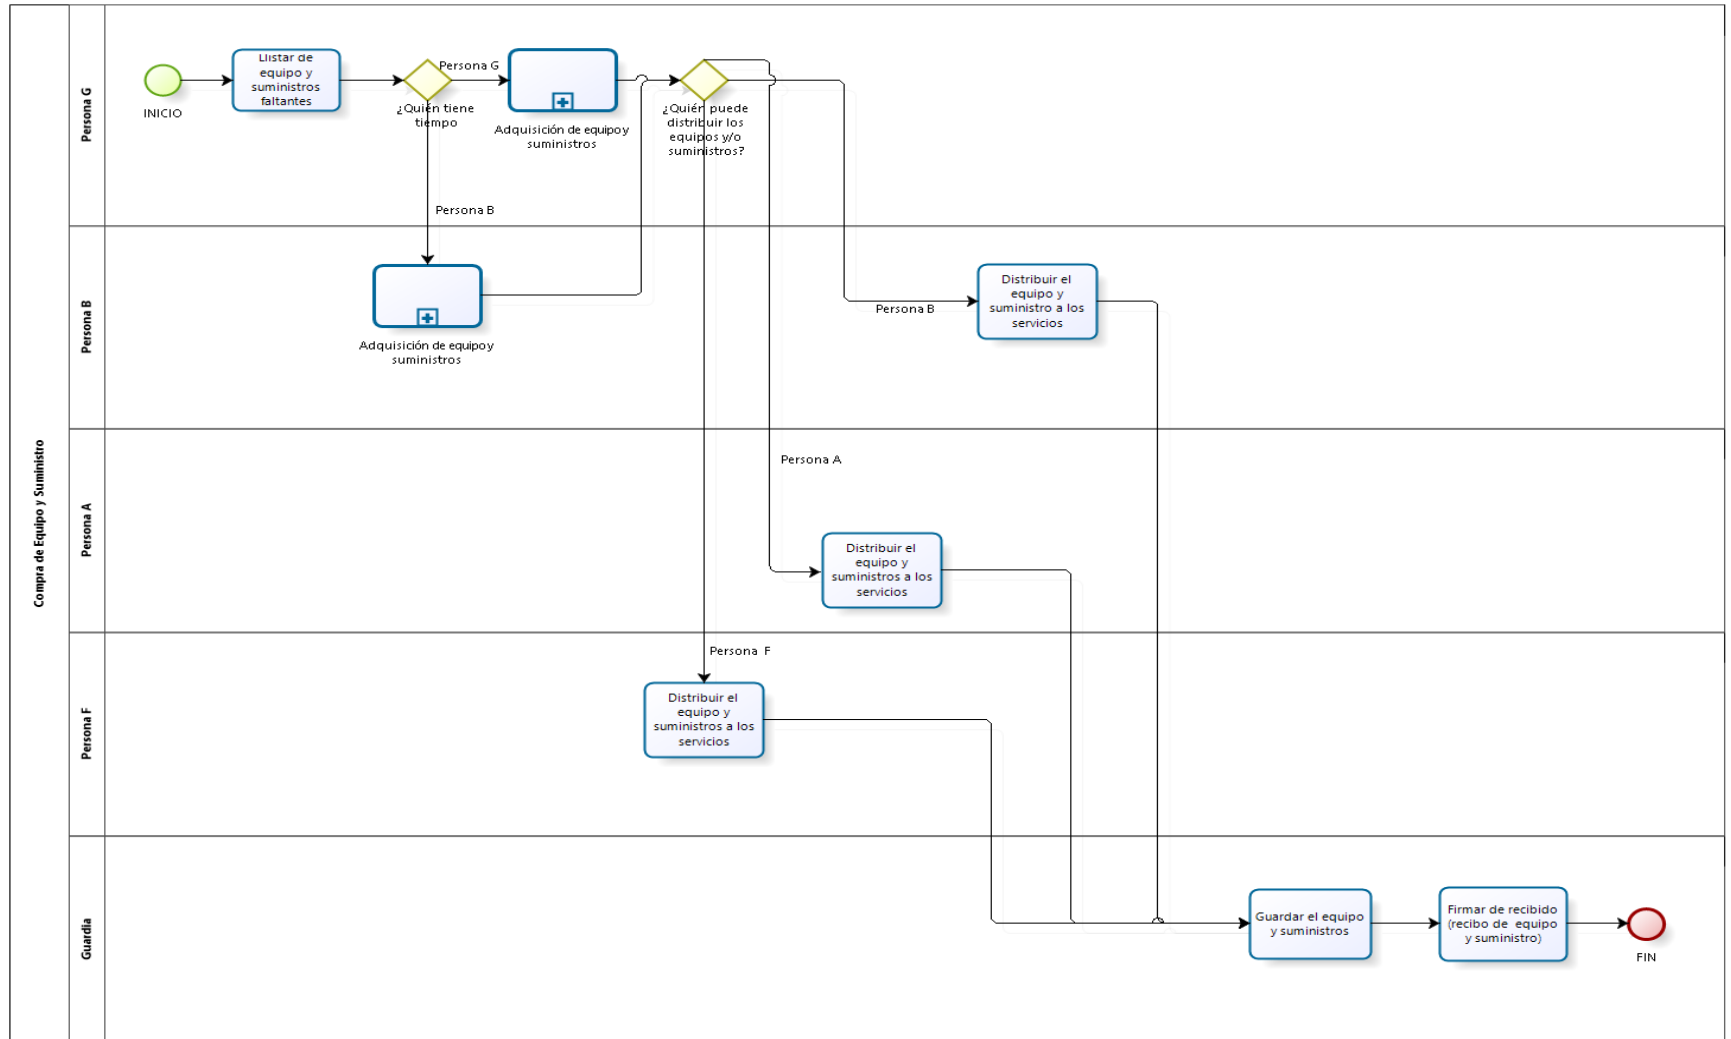 Compra de Equipo y Suministro
Persona G
INICIO
Llistar de
equipo y
suministros
faltantes
¿Quién tiene
tiempo
Persona G
Adquisición de equipo y
suministros
¿Quién puede
distribuir los
equipos y/o
suministros?
Persona B
Persona B
Adquisición de equipo y
suministros
Persona B
Distribuir el
equipo y
suministro a los
servicios
Persona A
Persona A
Distribuir el
equipo y
suministros a los
servicios
Persona F
Persona F
Distribuir el
equipo y
suministros a los
servicios
Guardia
Guardar el equipo
y suministros
Firmar de recibido
(recibo de equipo
y suministro)
FIN